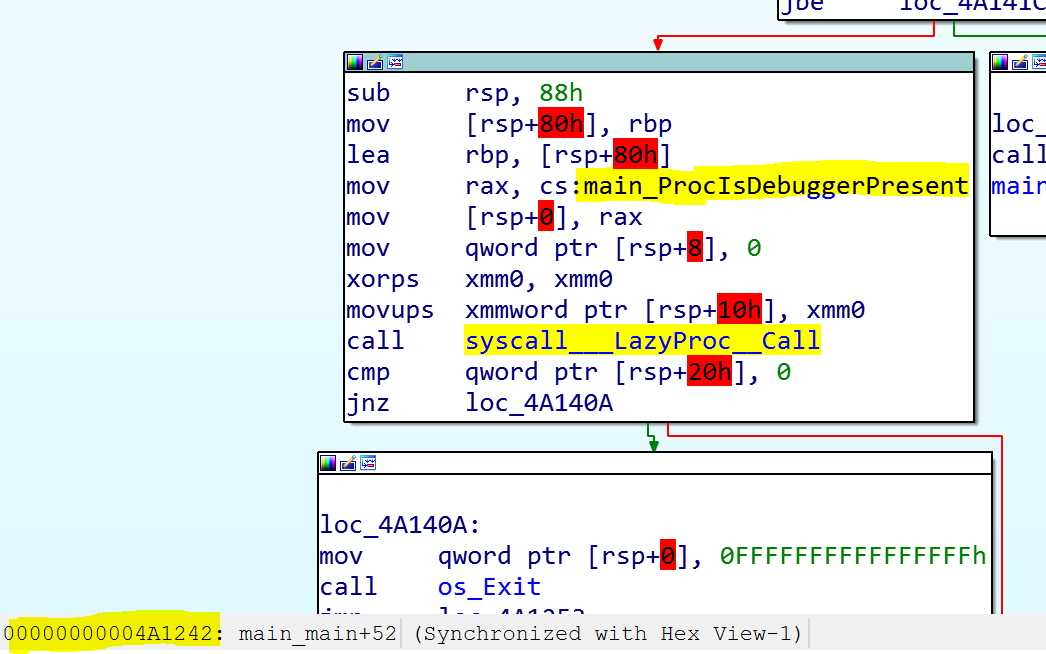 jbe loc_4A141C
sub rsp, 88h
mov [rsp+80h], rbp
lea rbp, [rsp+80h]
mov rax, cs:main_ProcIsDebuggerPresent
mov [rsp+0], rax
mov qword ptr [rsp+8], 0
xorps xmm0, xmm0
movups xmmword ptr [rsp+10h], xmm0
call syscall___LazyProc__Call
cmp qword ptr [rsp+20h], 0
jnz loc_4A140A
loc_
call
main
loc_4A140A:
mov qword ptr [rsp+0], 0FFFFFFFFFFFFFFFFh
call os_Exit
00000000004A1242: main_main+52 (Synchronized with Hex View-1)